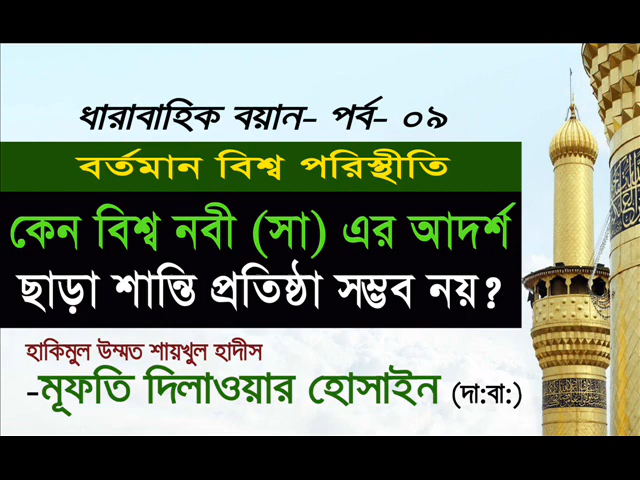 ধারাবাহিক বয়ান- পর্ব- ০৯
বর্তমান বিশ্ব পরিস্থীতি
কেন বিশ্ব নবী (সা) এর আদর্শ
ছাড়া শান্তি প্রতিষ্ঠা সম্ভব নয়?
হাকিমুল উম্মত শায়খুল হাদীস
-মূফতি দিলাওয়ার হোসাইন (দা:বা:)